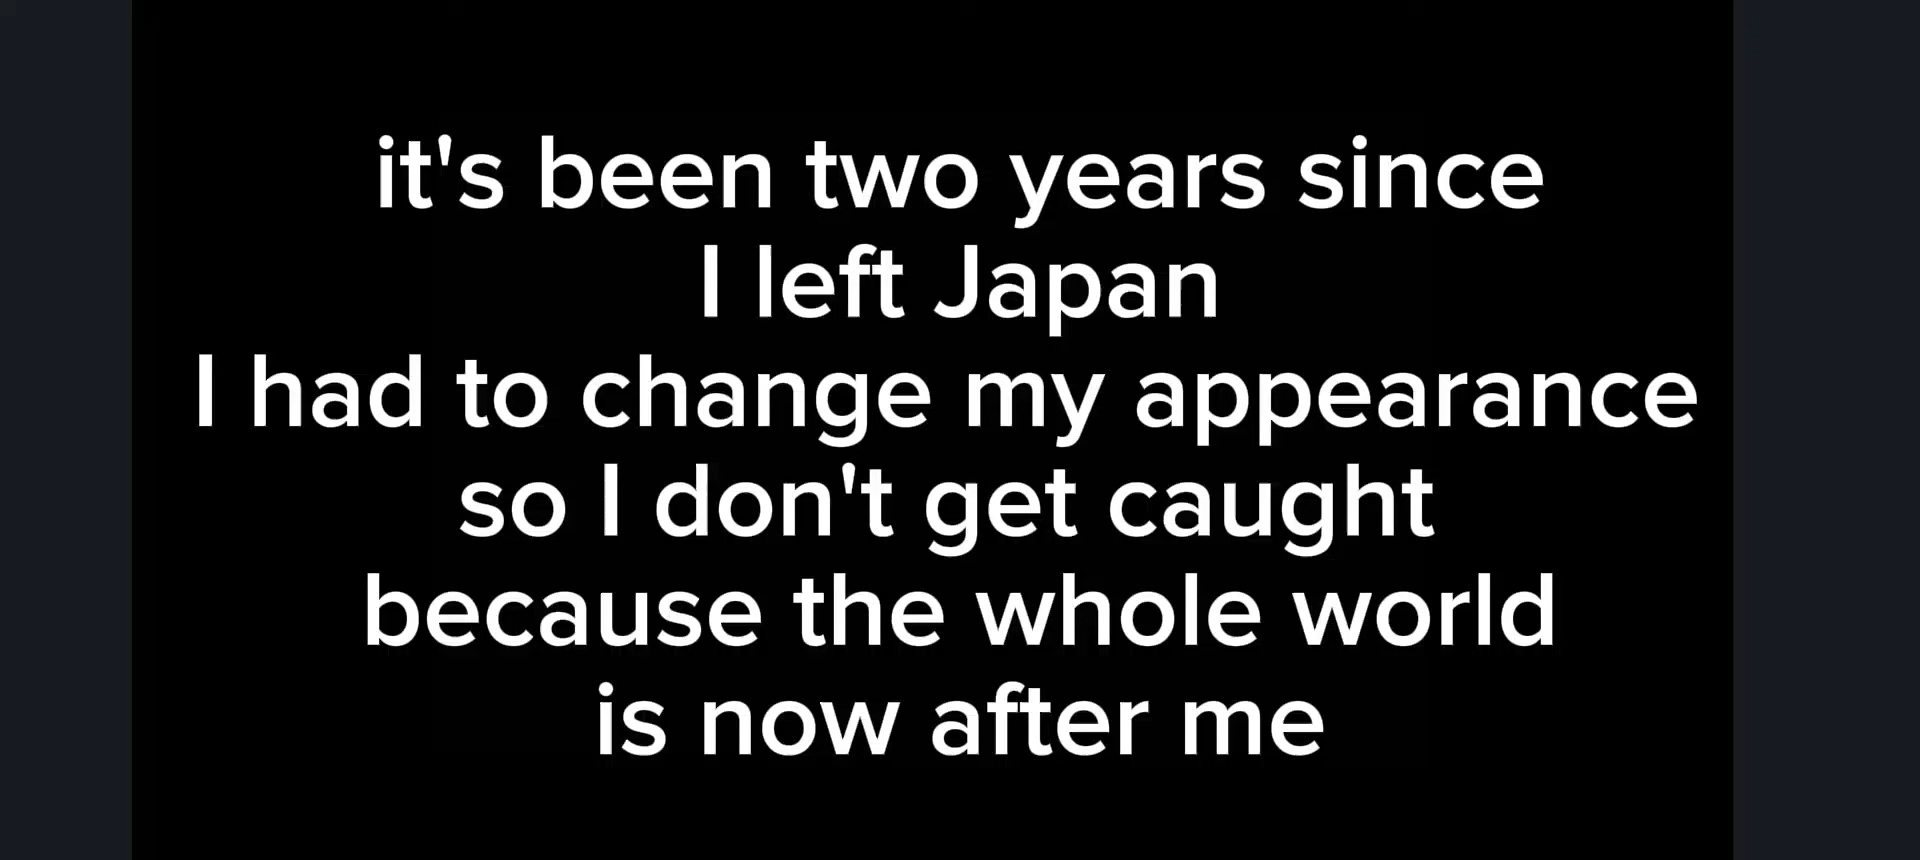 it's been two years since
I left Japan
I had to change my appearance
so I don't get caught
because the whole world
is now after me